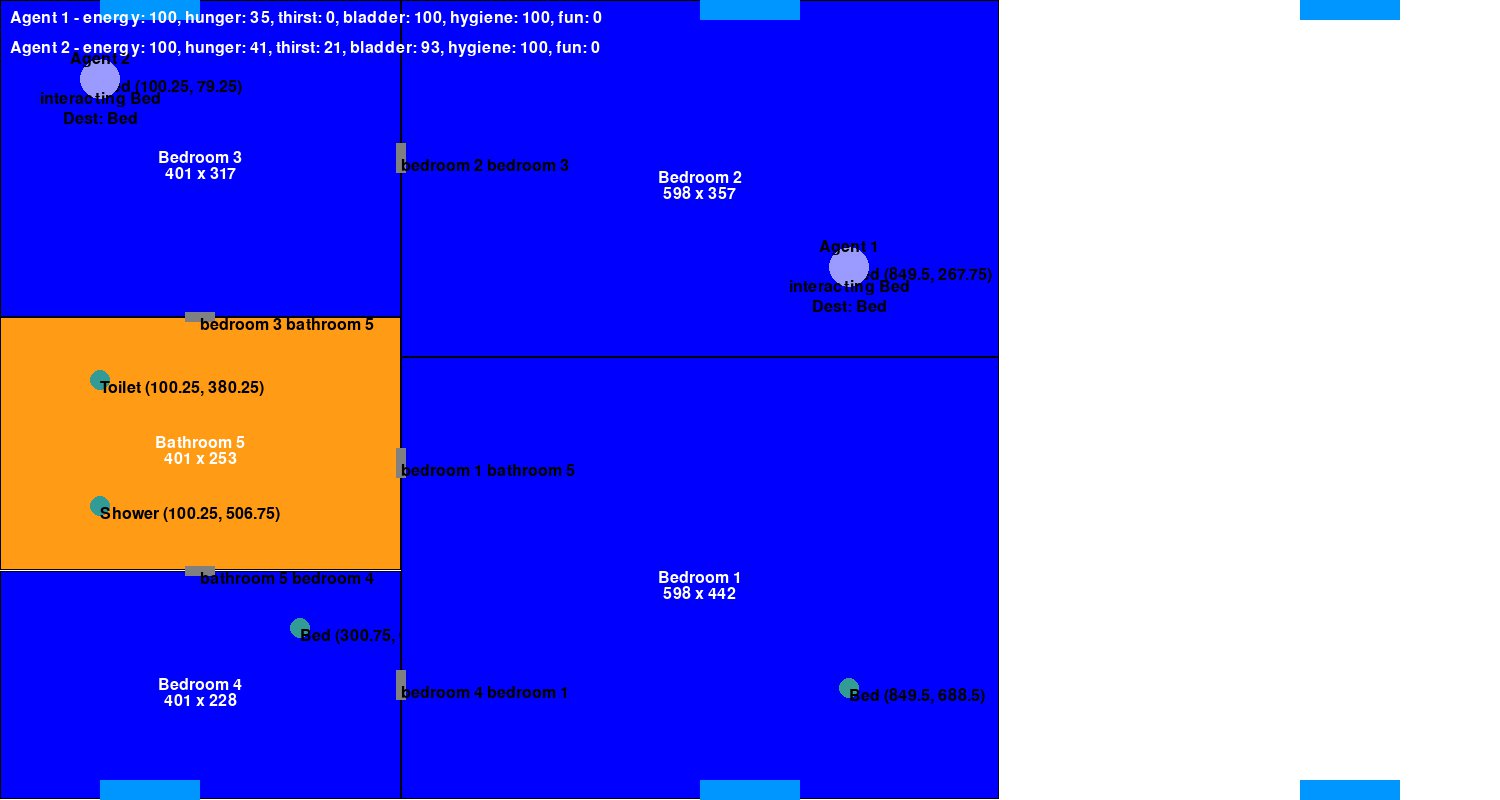 Agent 1 - energy: 100, hunger: 35, thirst: 0, bladder: 100, hygiene: 100, fun: 0
Agent 2 - energy: 100, hunger: 41, thirst: 21, bladder: 93, hygiene: 100, fun: 0
Agent 2
(100.25, 79.25)
interacting Bed
Dest: Bed
Bedroom 3
401 x 317
bedroom 2 bedroom 3
Bedroom 2
598 x 357
Agent 1
(849.5, 267.75)
interacting Bed
Dest: Bed
bedroom 3 bathroom 5
Toilet (100.25, 380.25)
Bathroom 5
401 x 253
bedroom 1 bathroom 5
Shower (100.25, 506.75)
bathroom 5 bedroom 4
Bedroom 1
598 x 442
Bed (300.75,
Bedroom 4
401 x 228
bedroom 4 bedroom 1
Bed (849.5, 688.5)